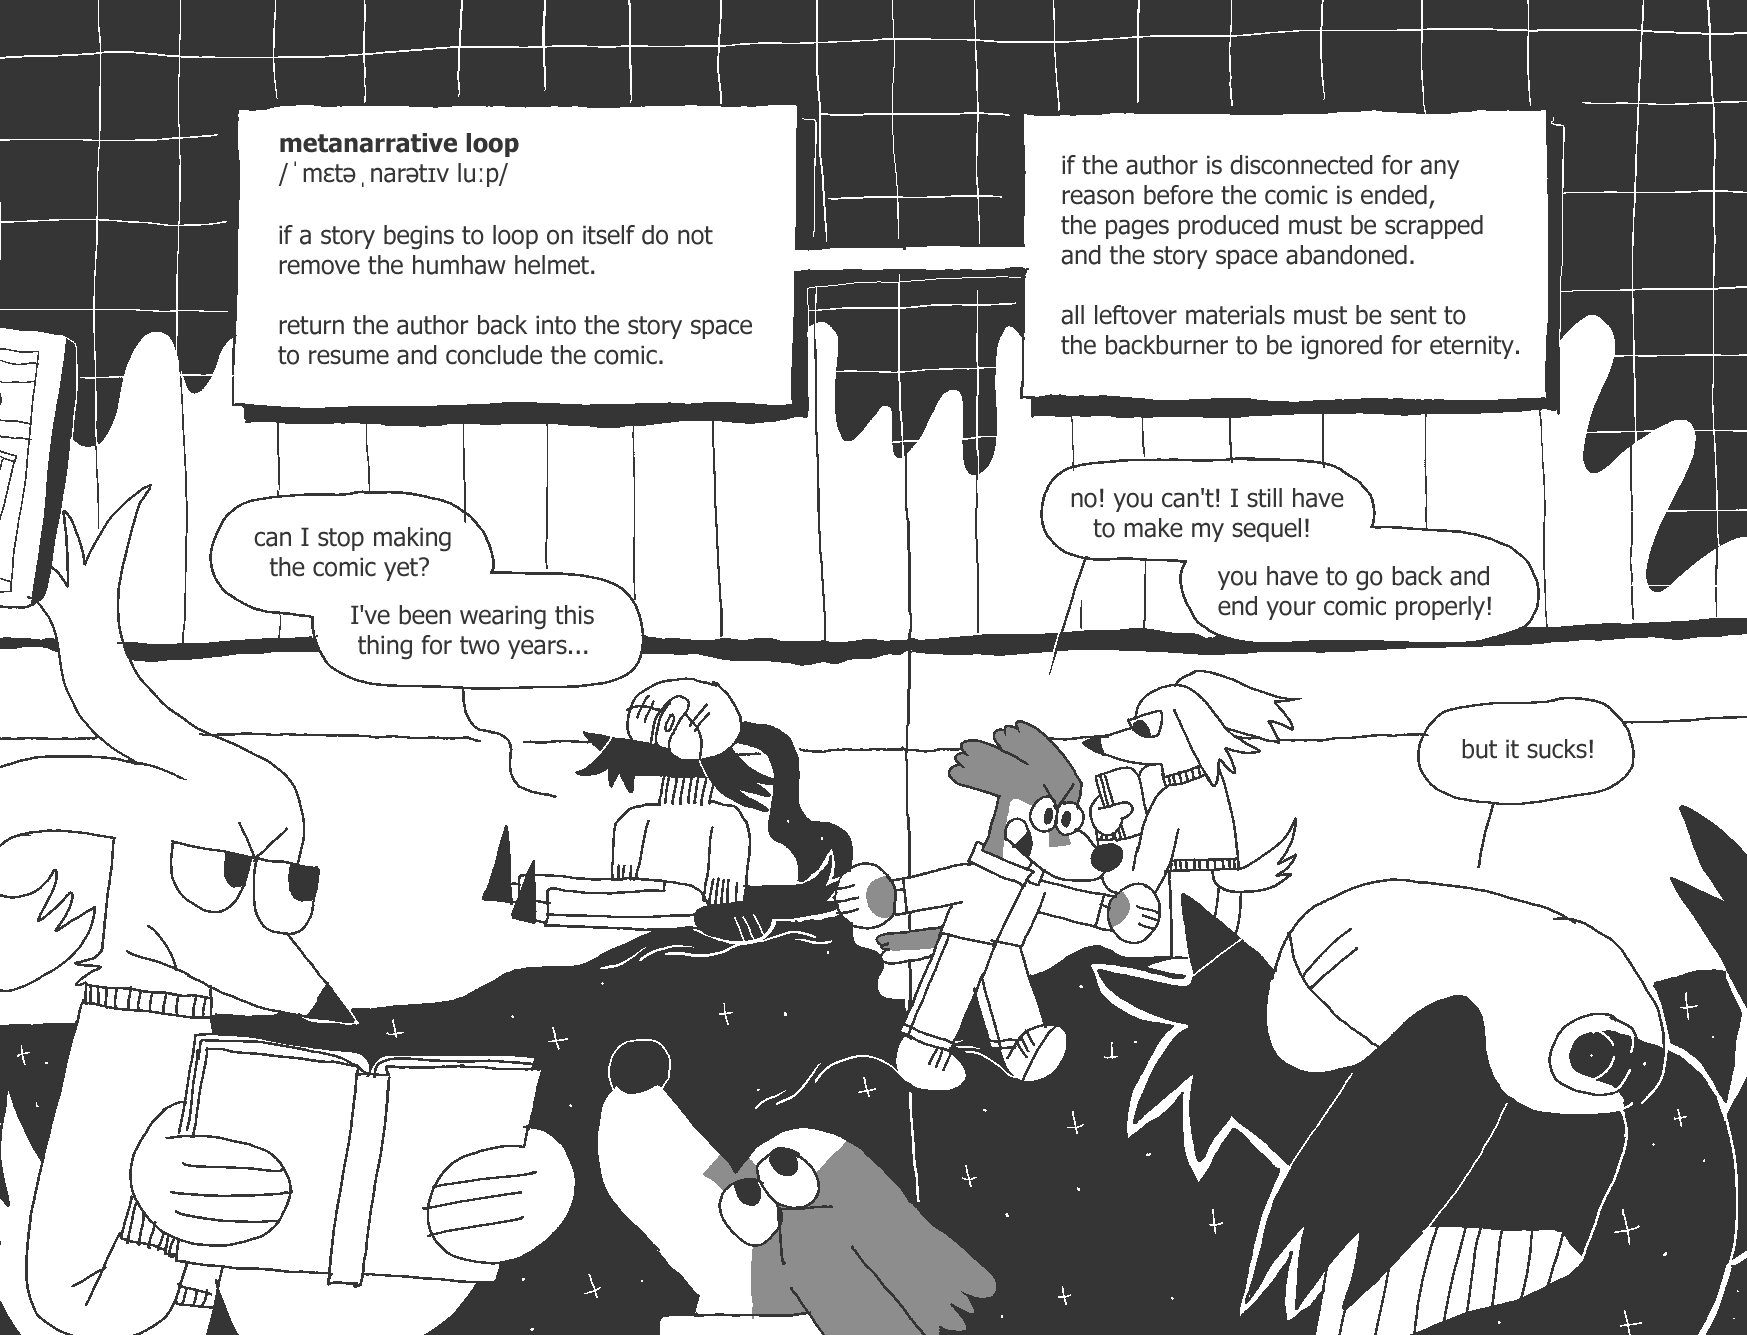 metanarrative loop
/ˈmɛtəˌnarətɪv luːp/
if a story begins to loop on itself do not
remove the humhaw helmet.
return the author back into the story space
to resume and conclude the comic.
if the author is disconnected for any
reason before the comic is ended,
the pages produced must be scrapped
and the story space abandoned.
all leftover materials must be sent to
the backburner to be ignored for eternity.
can I stop making
the comic yet?
I've been wearing this
thing for two years...
no! you can't! I still have
to make my sequel!
you have to go back and
end your comic properly!
but it sucks!